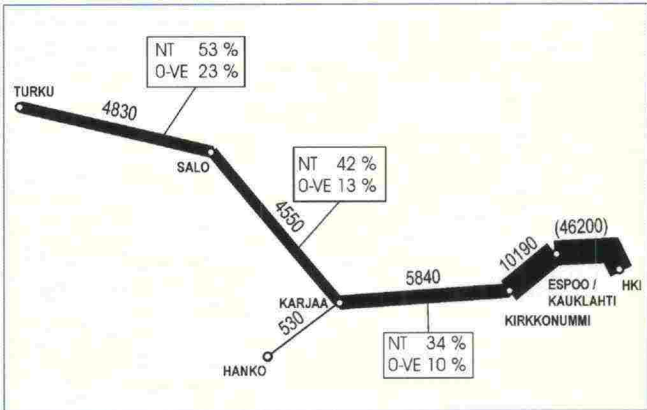 NT 53 %
0-VE 23 %
TURKU
4830
SALO
NT 42 %
0-VE 13 %
4550
(46200)
10190
5840
ESPOO /
KAUKLAHTI
HKI
KARJAA
KIRKKONUMMI
530
NT 34 %
0-VE 10 %
HANKO